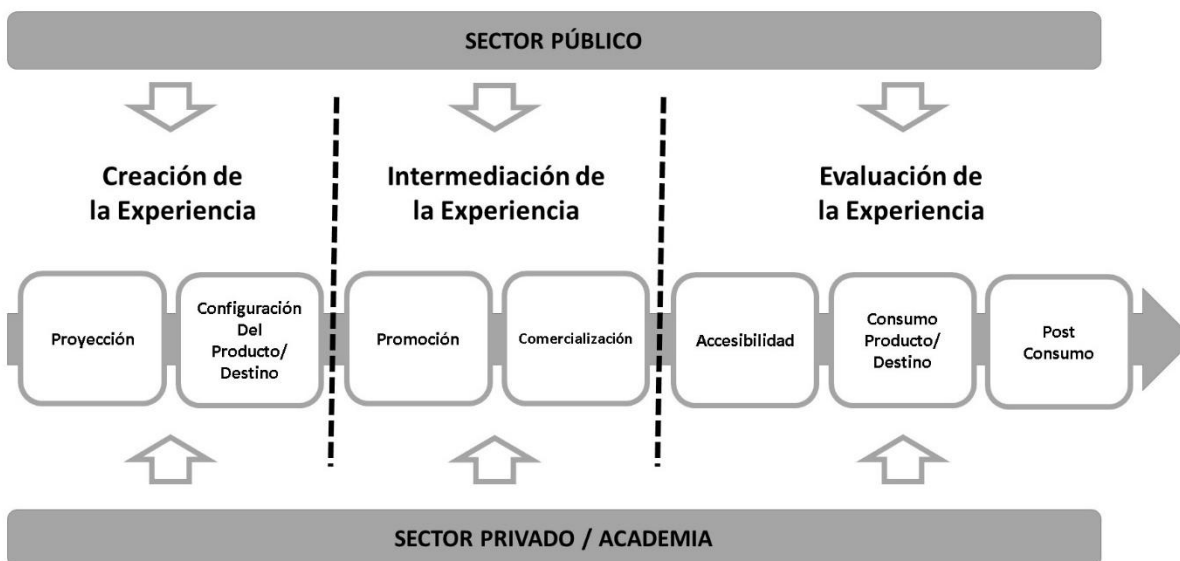 SECTOR PÚBLICO
Creación de
la Experiencia
Intermediación de
la Experiencia
Evaluación de
la Experiencia
Proyección
Configuración
Del
Producto/
Destino
Promoción
Comercialización
Accesibilidad
Consumo
Producto/
Destino
Post
Consumo
SECTOR PRIVADO / ACADEMIA